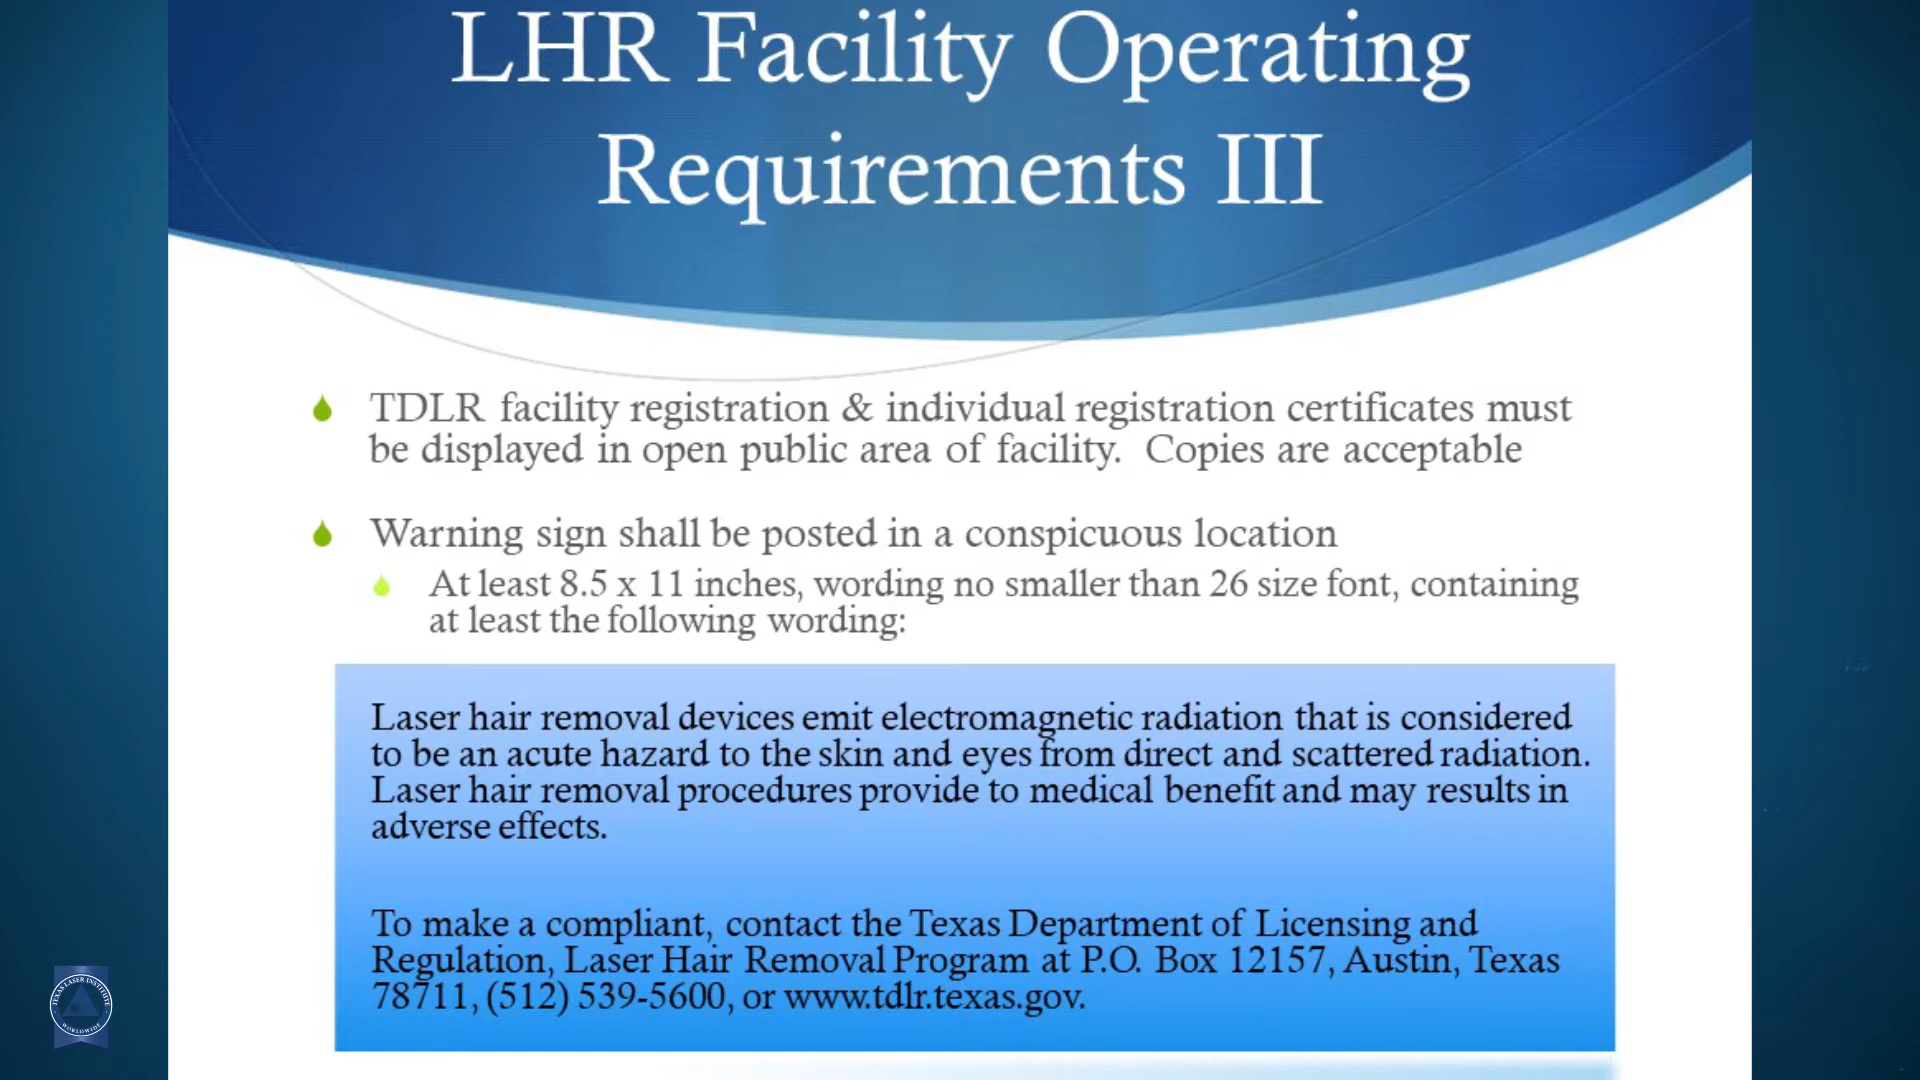 LHR Facility Operating
Requirements III
TDLR facility registration & individual registration certificates must
be displayed in open public area of facility. Copies are acceptable
Warning sign shall be posted in a conspicuous location
At least 8.5 x 11 inches, wording no smaller than 26 size font, containing
at least the following wording:
Laser hair removal devices emit electromagnetic radiation that is considered
to be an acute hazard to the skin and eyes from direct and scattered radiation.
Laser hair removal procedures provide to medical benefit and may results in
adverse effects.
To make a compliant, contact the Texas Department of Licensing and
Regulation, Laser Hair Removal Program at P.O. Box 12157, Austin, Texas
78711, (512) 539-5600, or www.tdlr.texas.gov.
TEXAS LASER INSTITUTE
WORLDWIDE